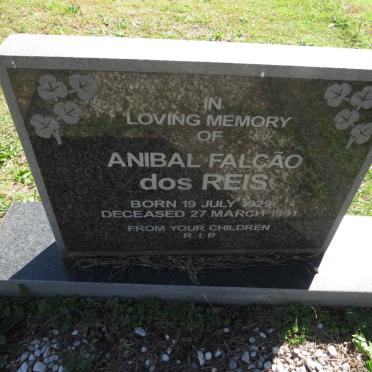 IN
LOVING MEMORY
OF
ANIBAL FALCÃO
dos REIS
BORN 19 JULY 1929
DECEASED 27 MARCH 1991
FROM YOUR CHILDREN
R.I.P